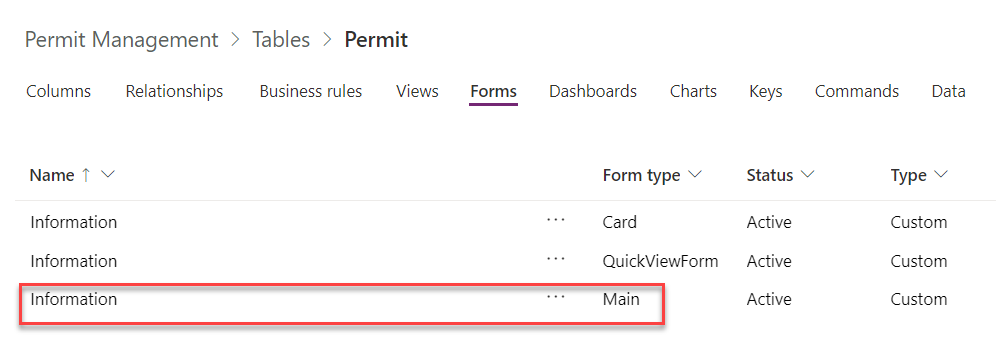 Permit Management > Tables > Permit
Columns Relationships Business rules Views Forms Dashboards Charts Keys Commands Data
Name ↑ Form type Status Type
Information ... Card Active Custom
Information ... QuickViewForm Active Custom
Information ... Main Active Custom